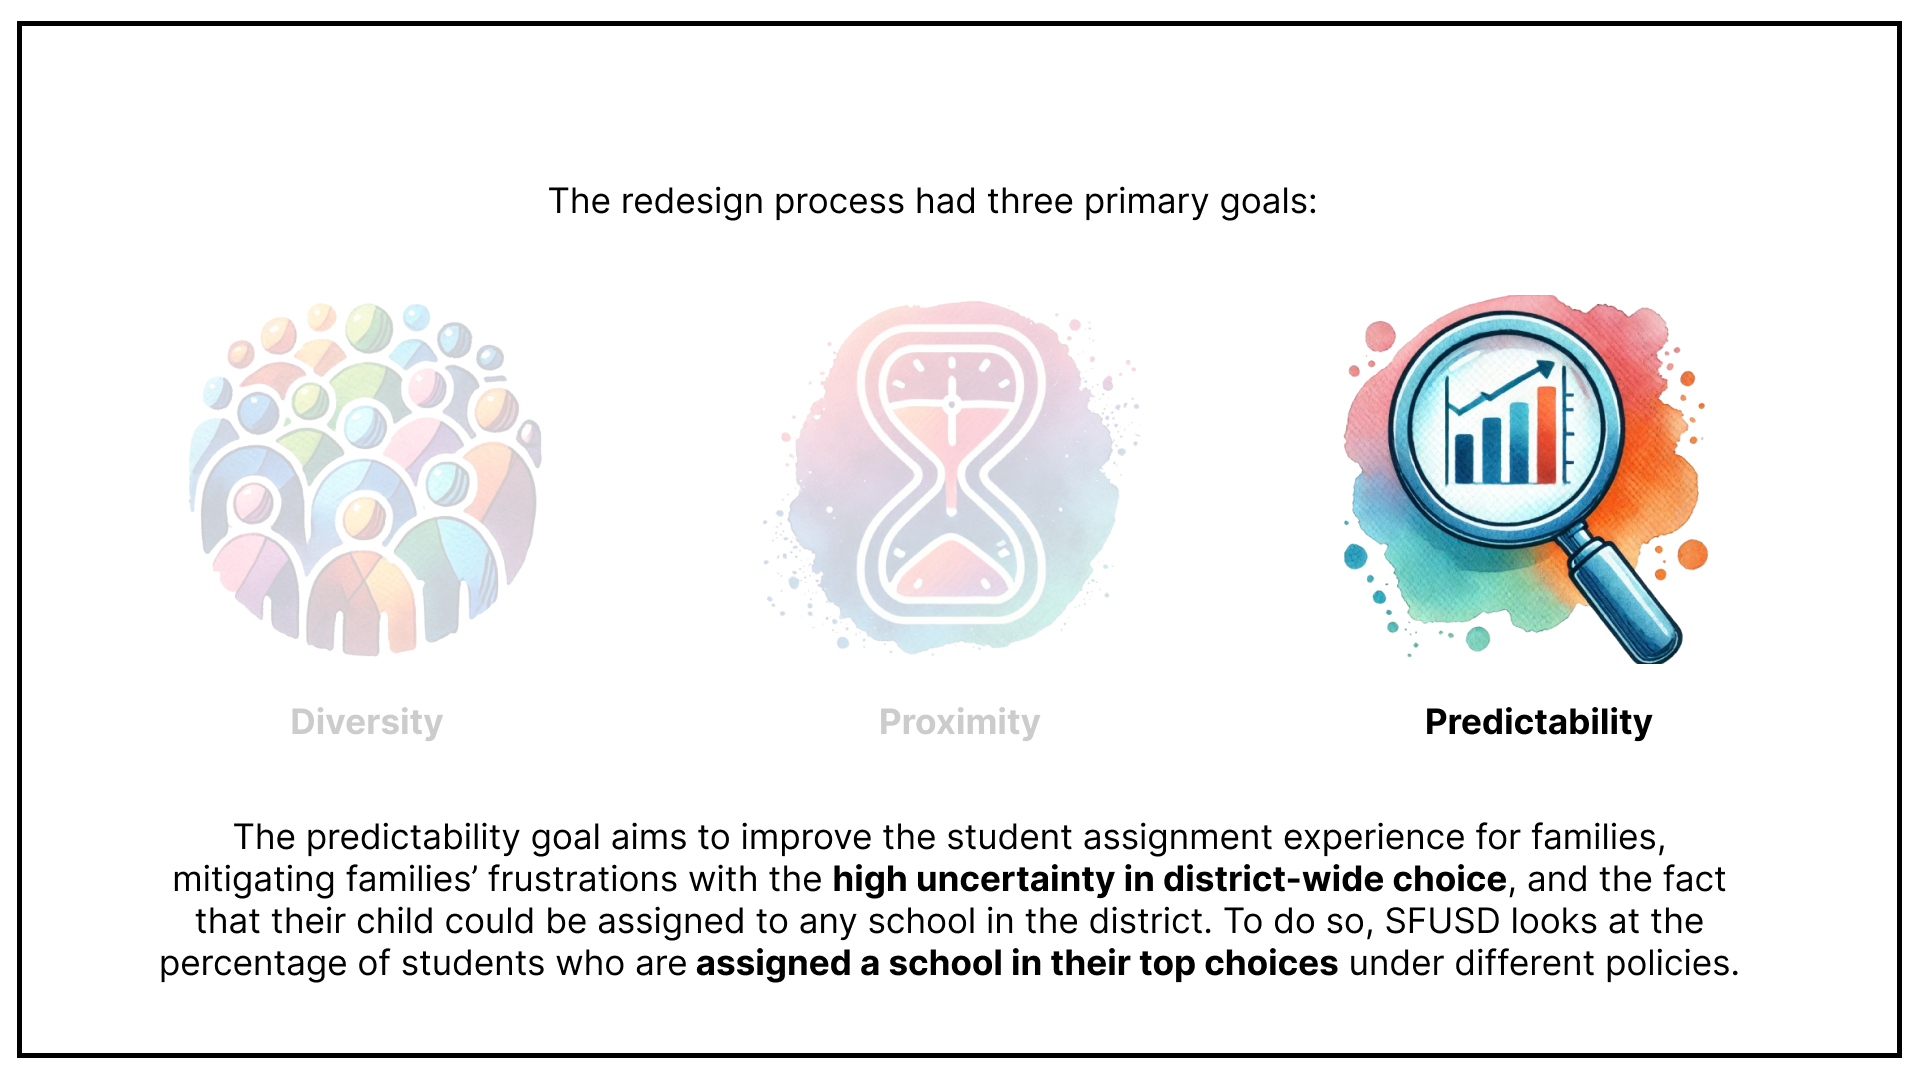 The redesign process had three primary goals:
Diversity
Proximity
Predictability
The predictability goal aims to improve the student assignment experience for families,
mitigating families’ frustrations with the high uncertainty in district-wide choice, and the fact
that their child could be assigned to any school in the district. To do so, SFUSD looks at the
percentage of students who are assigned a school in their top choices under different policies.